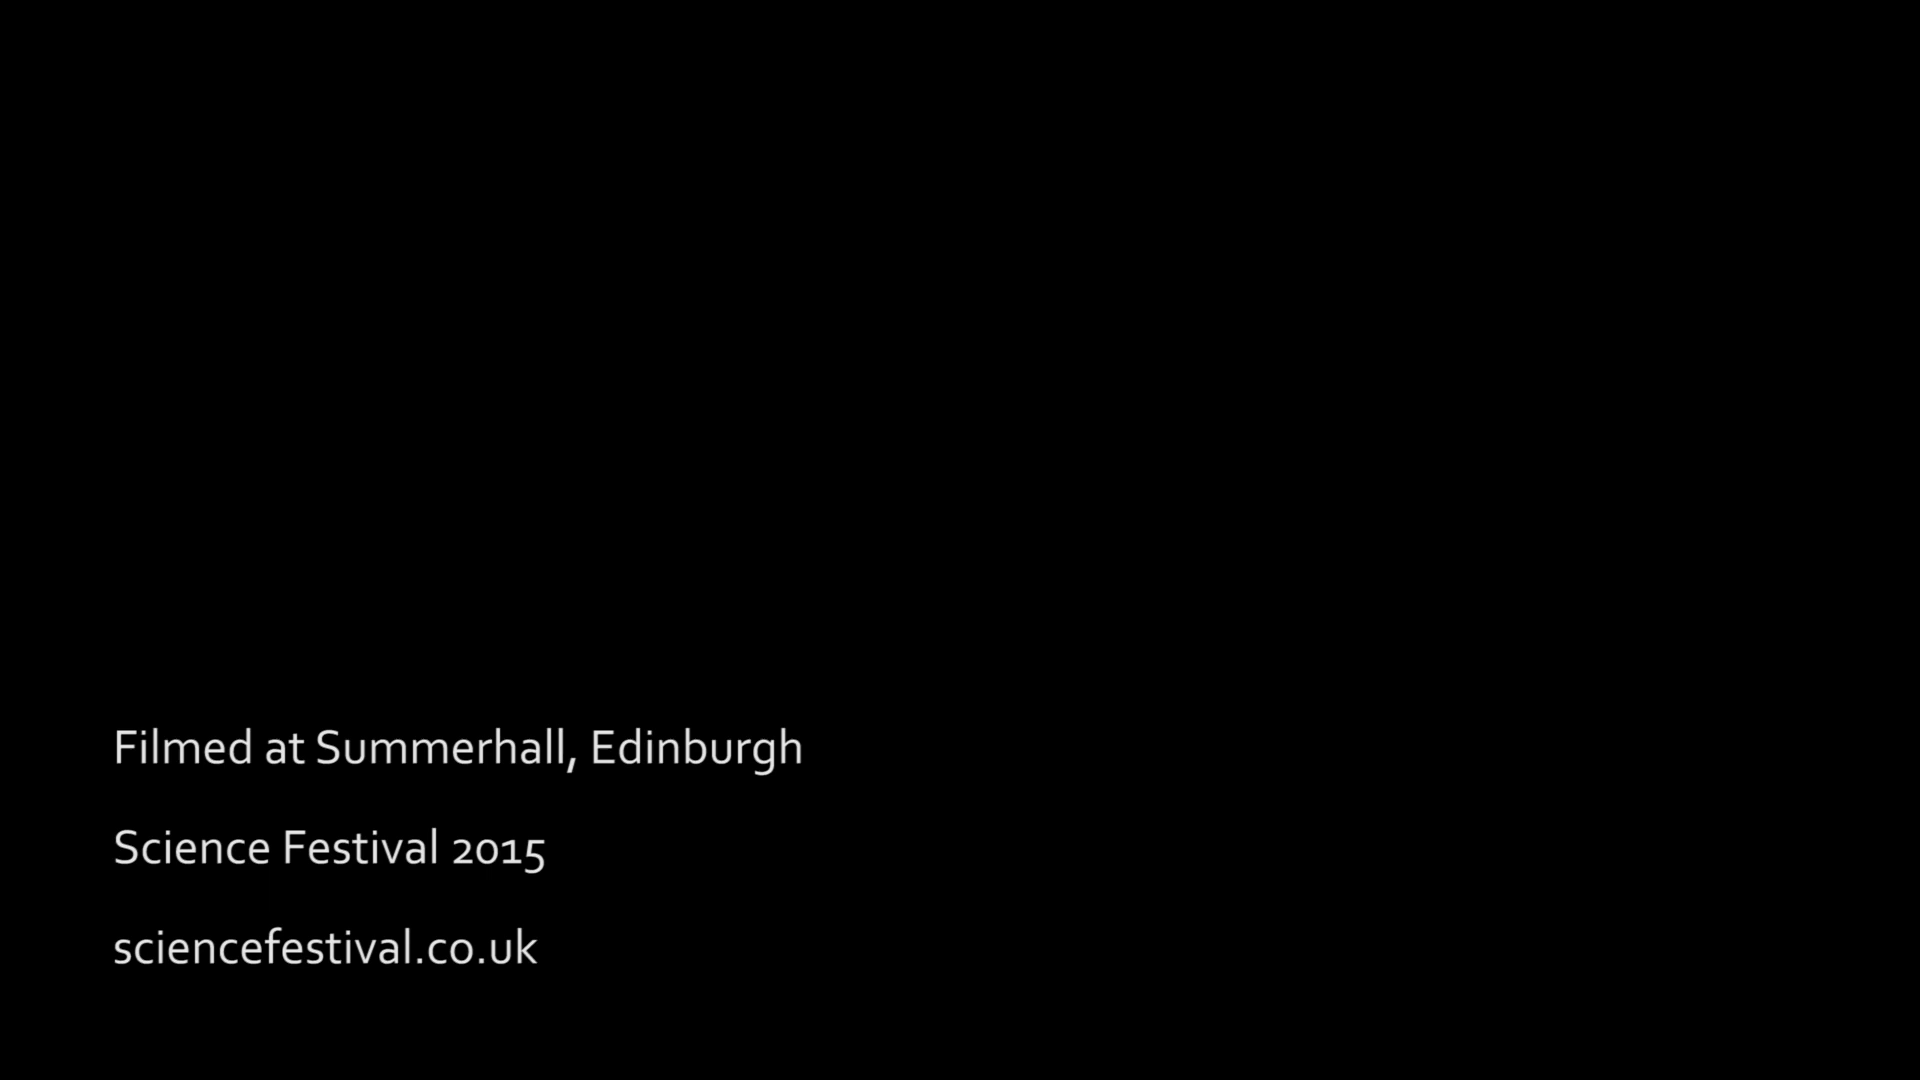 Filmed at Summerhall, Edinburgh
Science Festival 2015
sciencefestival.co.uk